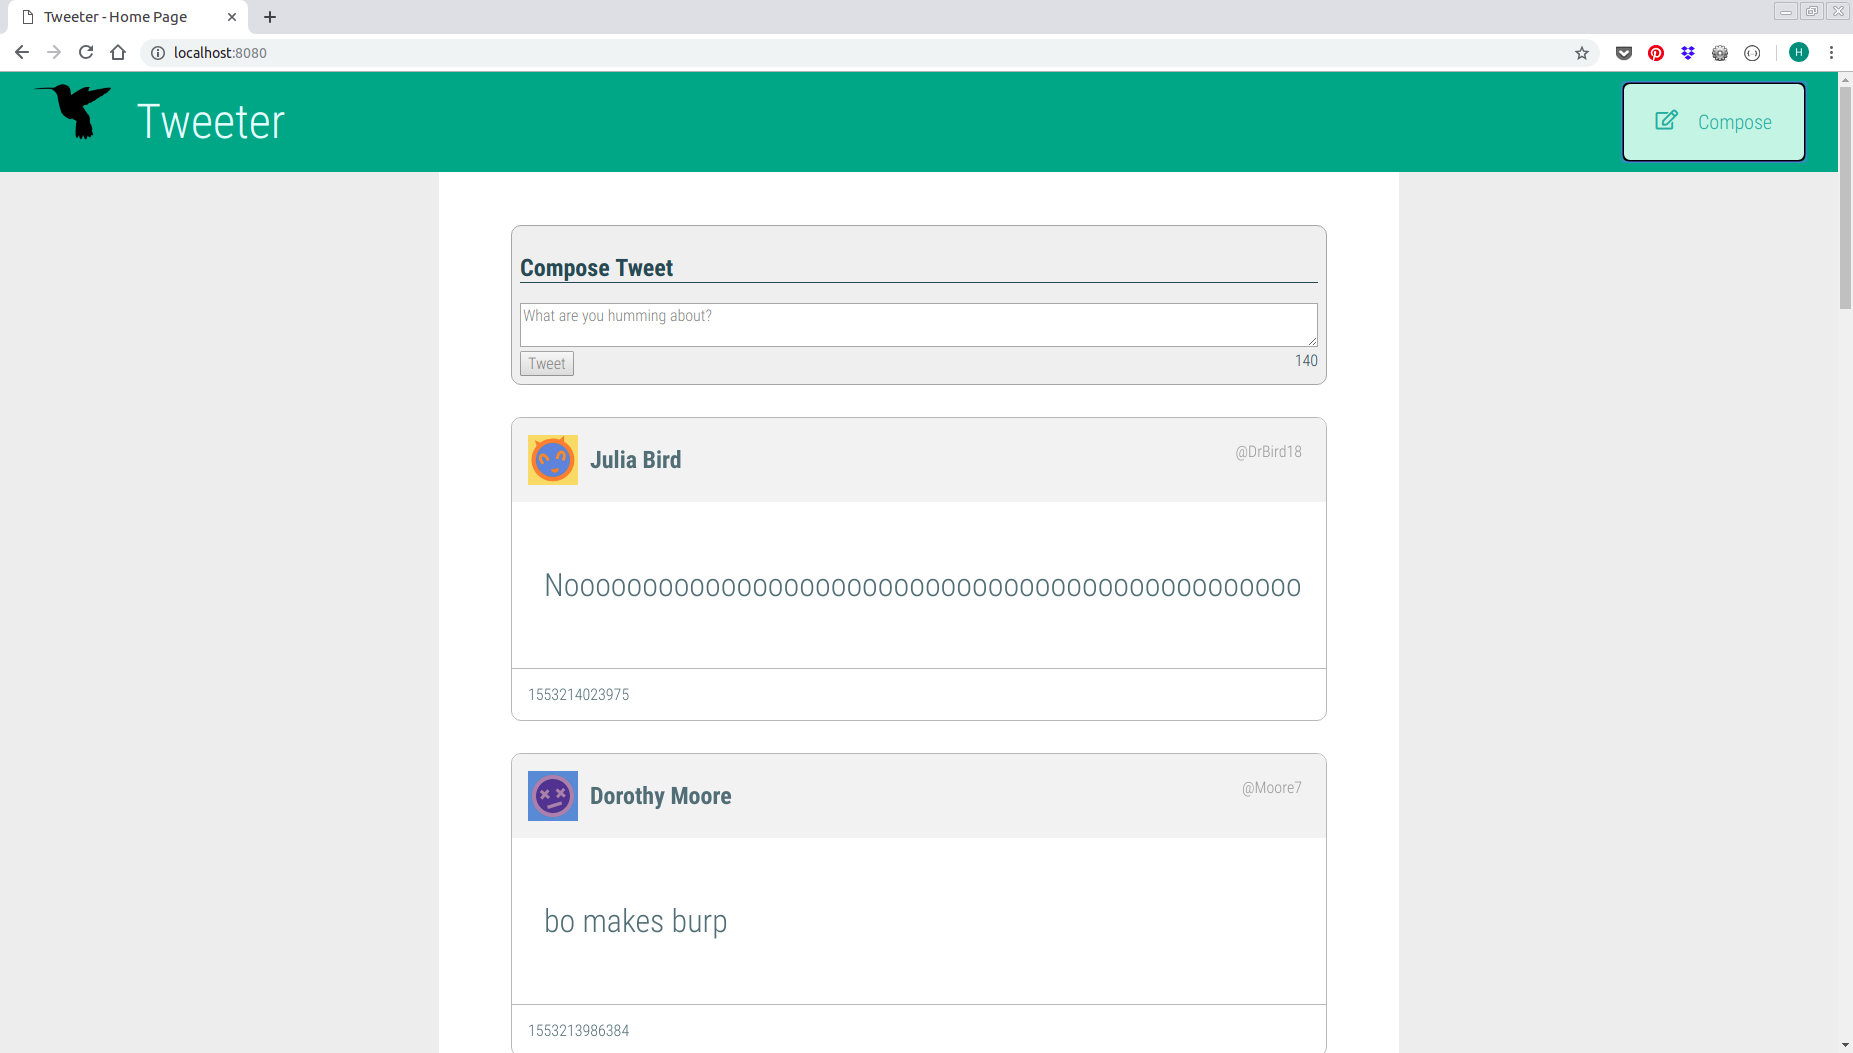 Tweeter - Home Page
localhost:8080
H
Tweeter
Compose
Compose Tweet
What are you humming about?
Tweet
140
Julia Bird
@DrBird18
Nooooooooooooooooooooooooooooooooooooooooooooooo
1553214023975
Dorothy Moore
@Moore7
bo makes burp
1553213986384